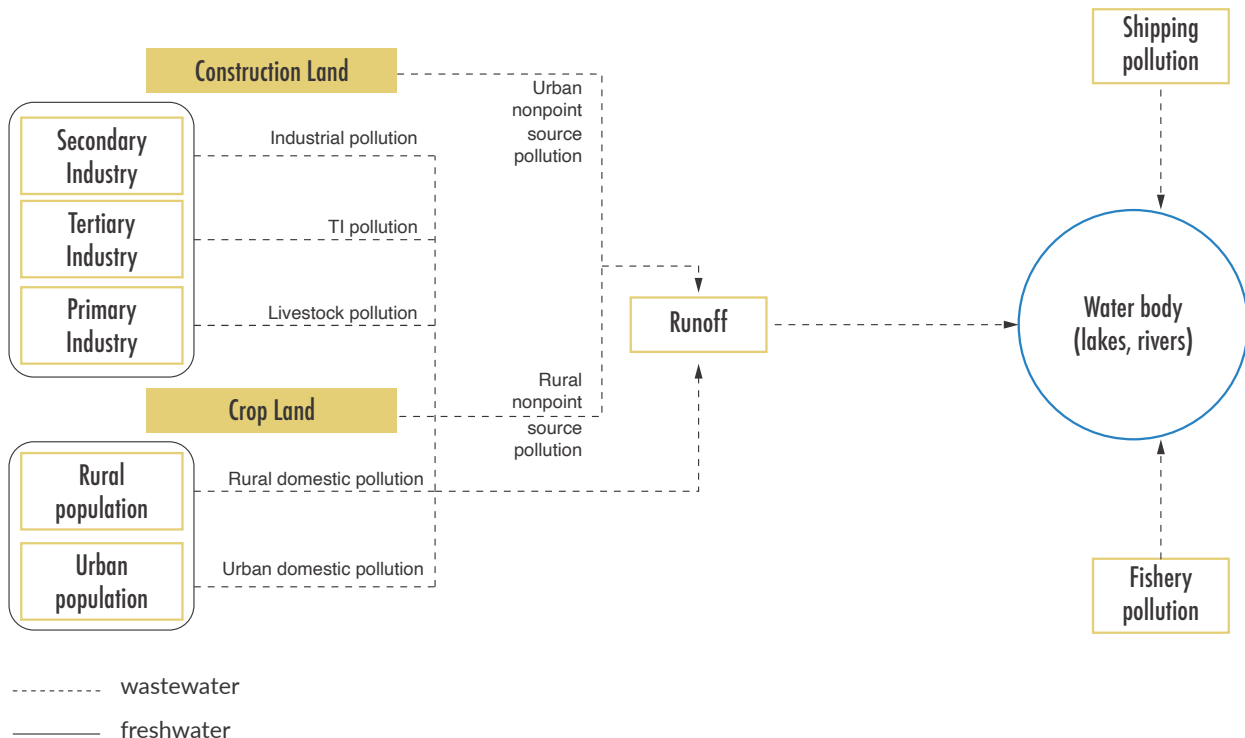 Shipping
pollution
Construction Land
Urban
nonpoint
source
pollution
Secondary
Industry
Industrial pollution
Tertiary
Industry
TI pollution
Primary
Industry
Livestock pollution
Runoff
Water body
(lakes, rivers)
Crop Land
Rural
nonpoint
source
pollution
Rural
population
Rural domestic pollution
Urban
population
Urban domestic pollution
Fishery
pollution
wastewater
freshwater